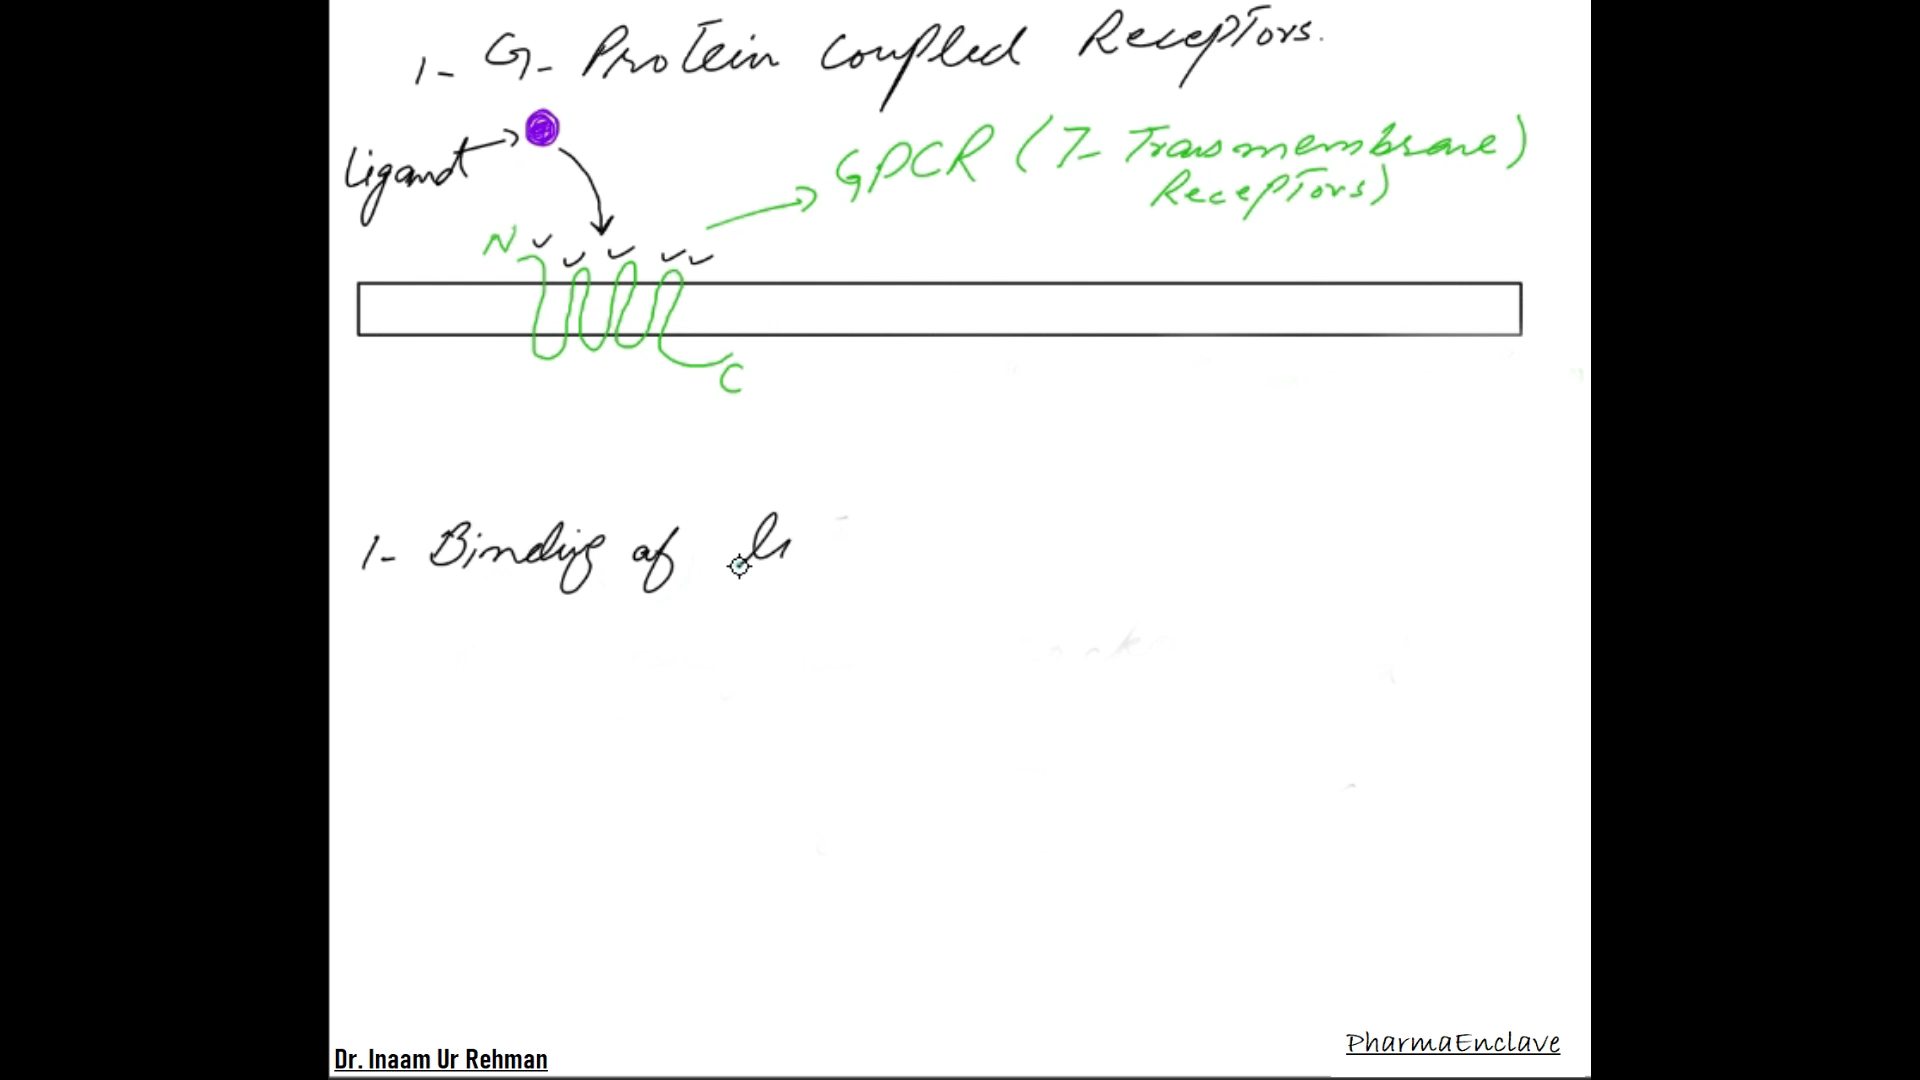 1- G- Protein Coupled Receptors.
Ligand
GPCR (7- Transmembrane)
Receptors)
N
C
1- Binding of
Dr. Inaam Ur Rehman
PharmaEnclave